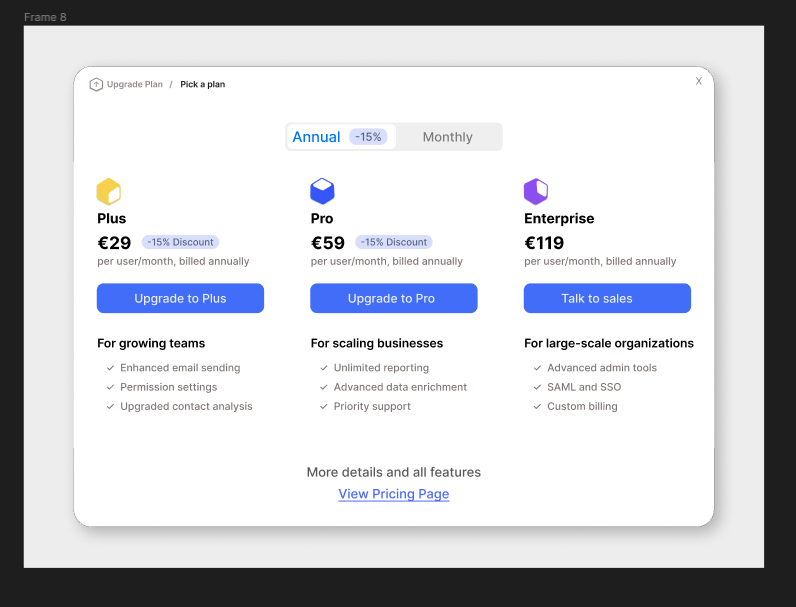 Frame 8
Upgrade Plan / Pick a plan X
Annual -15% Monthly
Plus
€29 -15% Discount
per user/month, billed annually
Upgrade to Plus
For growing teams
Enhanced email sending
Permission settings
Upgraded contact analysis
Pro
€59 -15% Discount
per user/month, billed annually
Upgrade to Pro
For scaling businesses
Unlimited reporting
Advanced data enrichment
Priority support
Enterprise
€119
per user/month, billed annually
Talk to sales
For large-scale organizations
Advanced admin tools
SAML and SSO
Custom billing
More details and all features
View Pricing Page